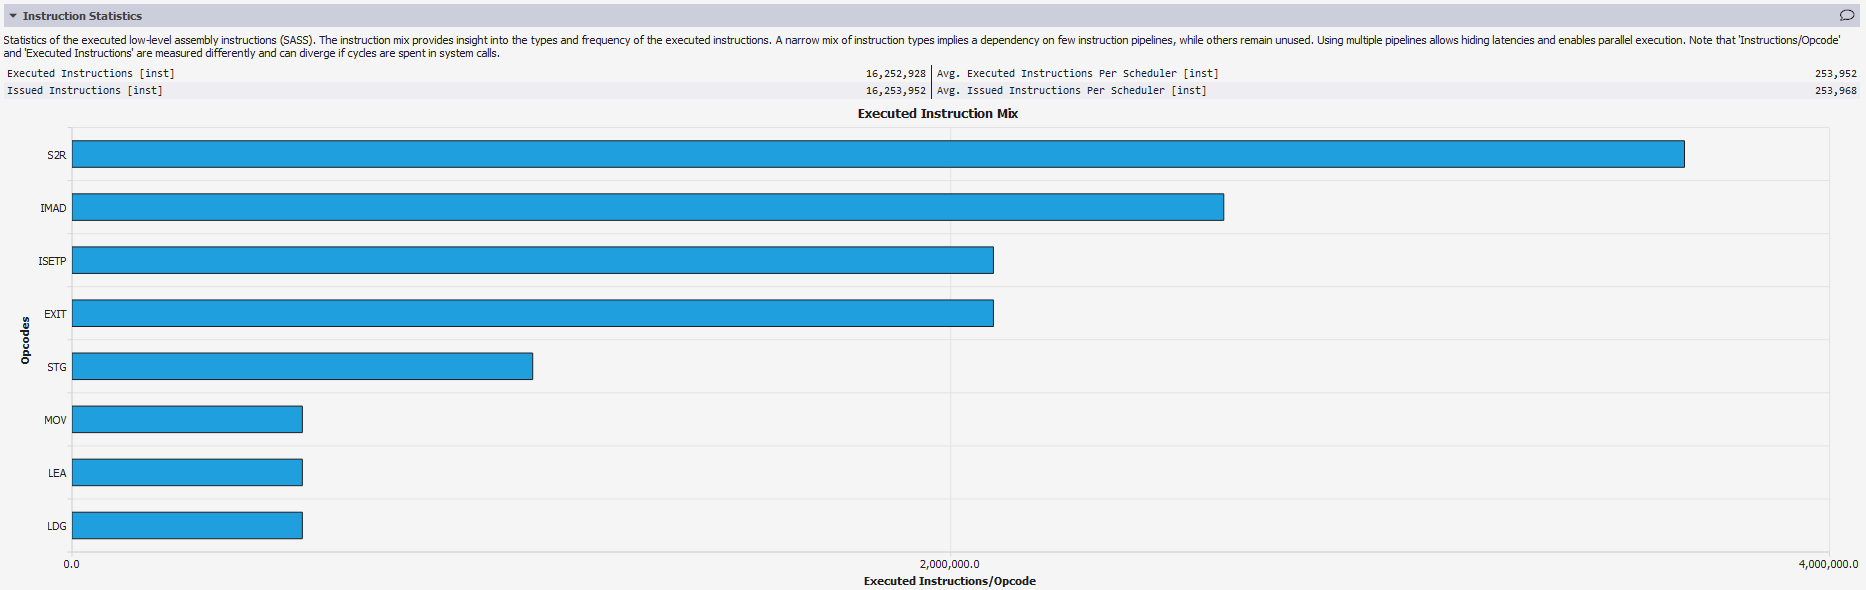 Instruction Statistics
Statistics of the executed low-level assembly instructions (SASS). The instruction mix provides insight into the types and frequency of the executed instructions. A narrow mix of instruction types implies a dependency on few instruction pipelines, while others remain unused. Using multiple pipelines allows hiding latencies and enables parallel execution. Note that 'Instructions/Opcode'
and 'Executed Instructions' are measured differently and can diverge if cycles are spent in system calls.
Executed Instructions [inst] 16,252,928 Avg. Executed Instructions Per Scheduler [inst] 253,952
Issued Instructions [inst] 16,253,952 Avg. Issued Instructions Per Scheduler [inst] 253,968
Executed Instruction Mix
S2R
IMAD
ISETP
EXIT
STG
MOV
LEA
LDG
Opcodes
0.0 2,000,000.0 4,000,000.0
Executed Instructions/Opcode